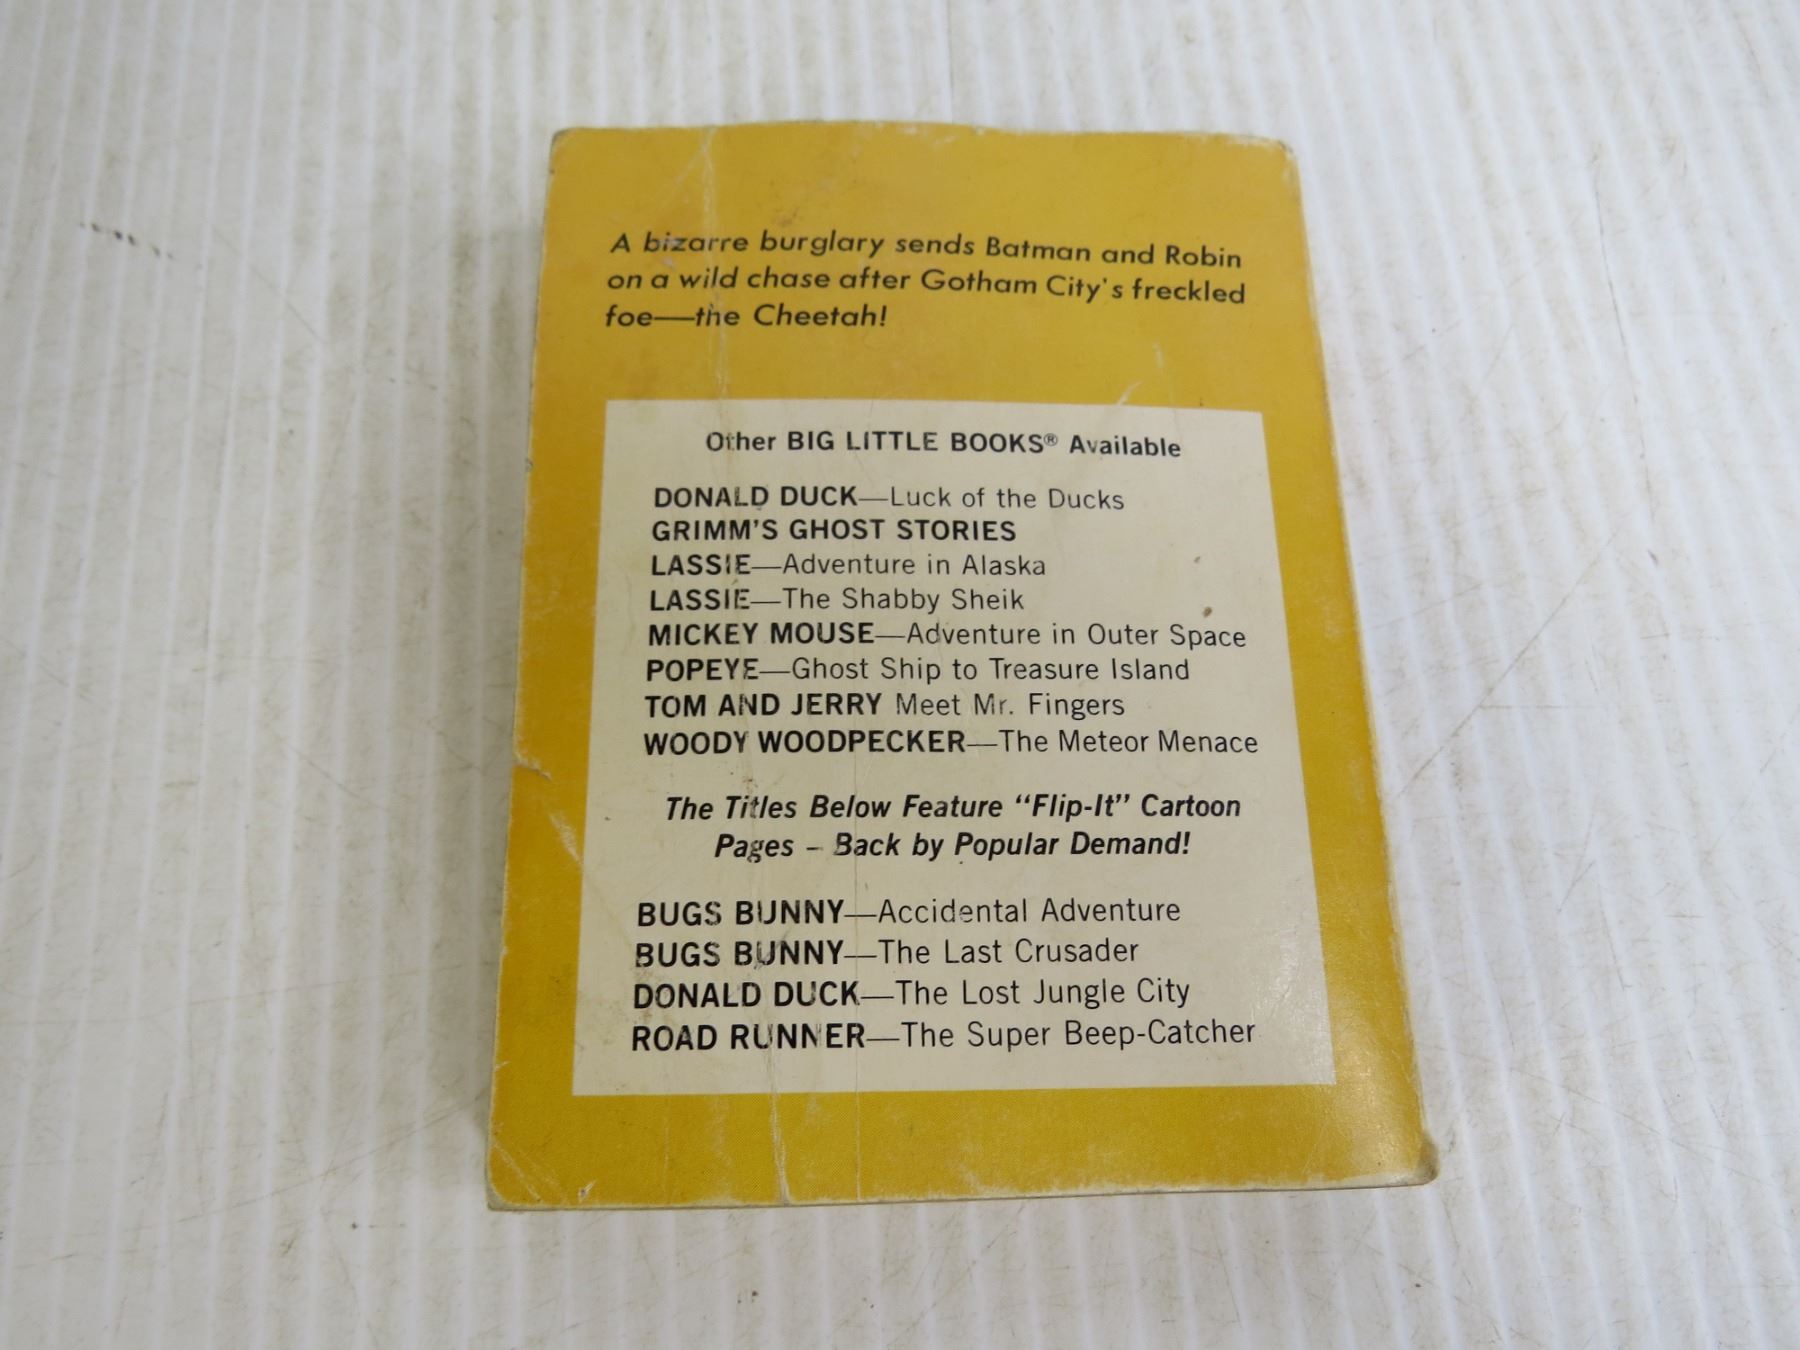 A bizarre burglary sends Batman and Robin
on a wild chase after Gotham City's freckled
foe—the Cheetah!
Other BIG LITTLE BOOKS® Available
DONALD DUCK—Luck of the Ducks
GRIMM'S GHOST STORIES
LASSIE—Adventure in Alaska
LASSIE—The Shabby Sheik
MICKEY MOUSE—Adventure in Outer Space
POPEYE—Ghost Ship to Treasure Island
TOM AND JERRY Meet Mr. Fingers
WOODY WOODPECKER—The Meteor Menace
The Titles Below Feature "Flip-It" Cartoon
Pages – Back by Popular Demand!
BUGS BUNNY—Accidental Adventure
BUGS BUNNY—The Last Crusader
DONALD DUCK—The Lost Jungle City
ROAD RUNNER—The Super Beep-Catcher